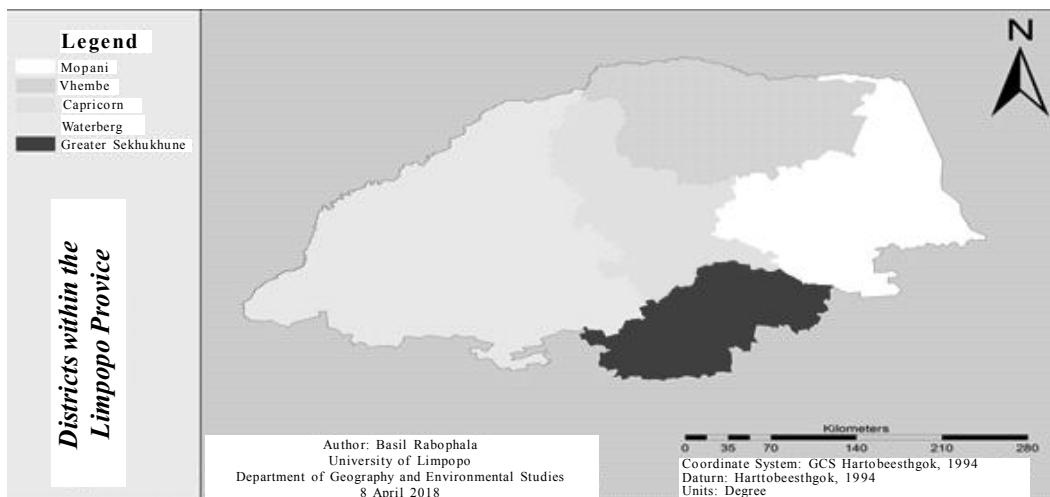 Legend
Mopani
Vhembe
Capricorn
Waterberg
Greater Sekhukhune
Districts within the
Limpopo Provice
N
Author: Basil Rabophala
University of Limpopo
Department of Geography and Environmental Studies
8 April 2018
Kilometers
0 35 70 140 210 280
Coordinate System: GCS Hartobeesthgok, 1994
Daturn: Harttobeesthgok, 1994
Units: Degree